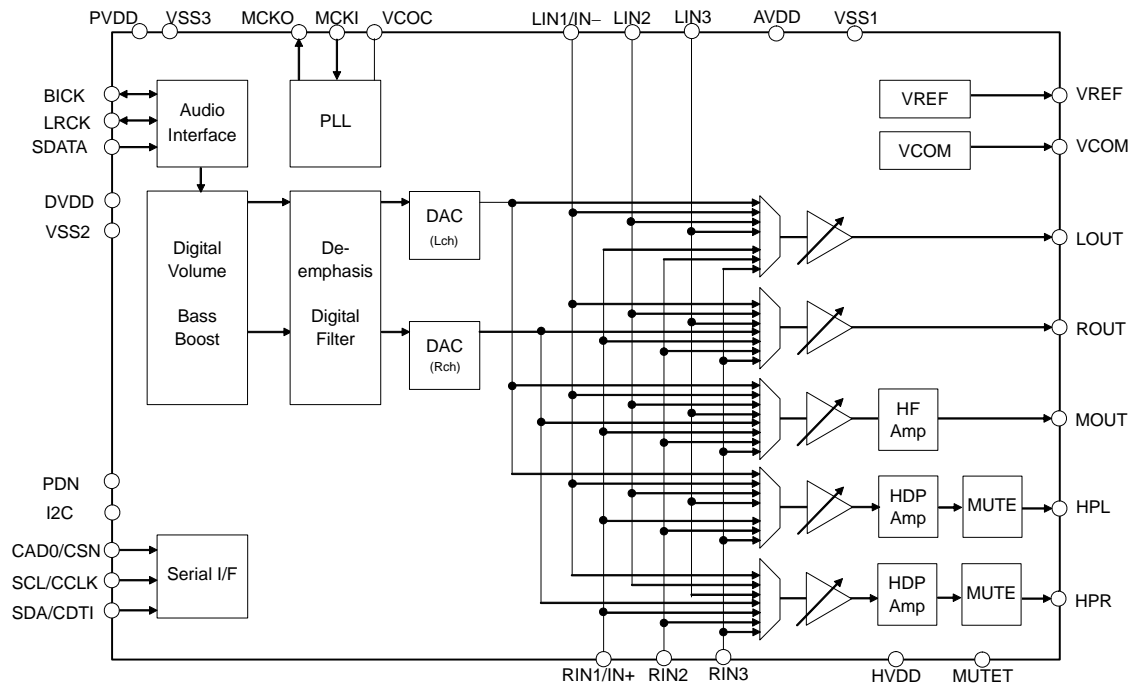 PVDD VSS3 MCKO MCKI VCOC LIN1/IN− LIN2 LIN3 AVDD VSS1
BICK
LRCK
SDATA
Audio
Interface
PLL
VREF
VREF
VCOM
VCOM
DVDD
VSS2
Digital
Volume
Bass
Boost
De-
emphasis
Digital
Filter
DAC
(Lch)
DAC
(Rch)
LOUT
ROUT
HF
Amp
MOUT
PDN
I2C
HDP
Amp
MUTE
HPL
CAD0/CSN
SCL/CCLK
SDA/CDTI
Serial I/F
HDP
Amp
MUTE
HPR
RIN1/IN+ RIN2 RIN3 HVDD MUTET